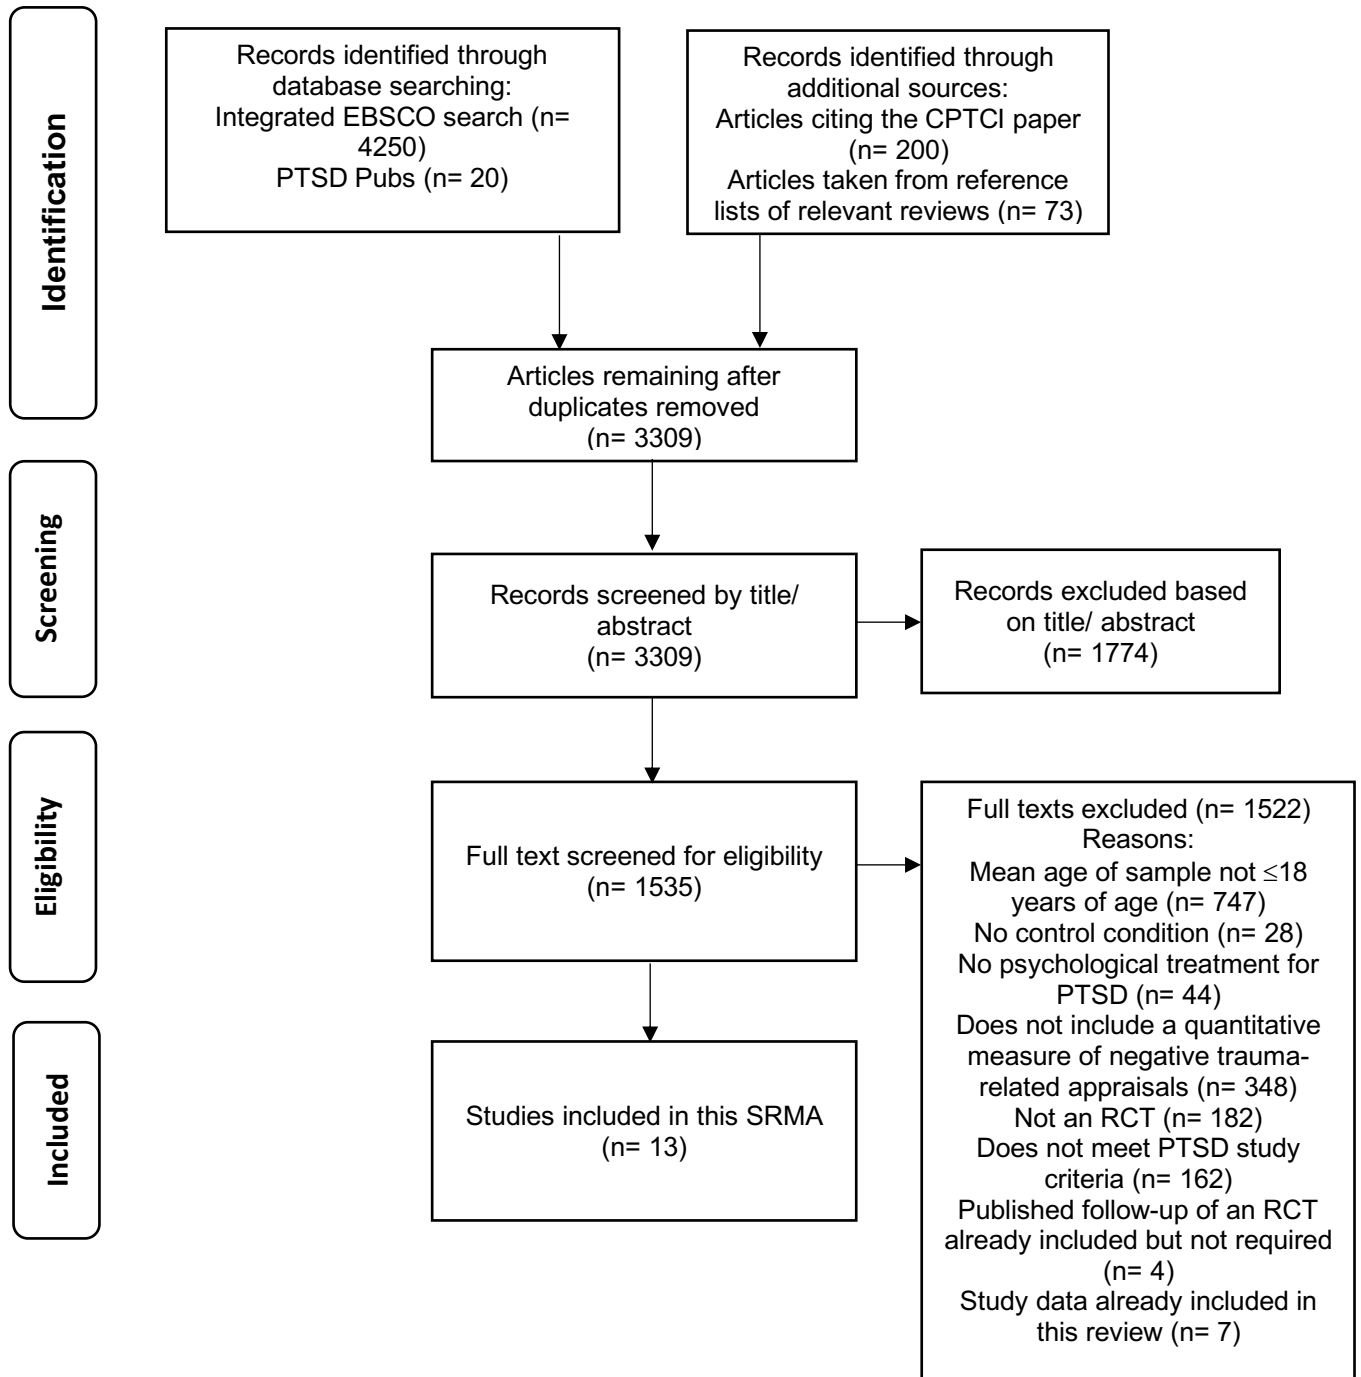 Identification
Records identified through
database searching:
Integrated EBSCO search (n=
4250)
PTSD Pubs (n= 20)
Records identified through
additional sources:
Articles citing the CPTCI paper
(n= 200)
Articles taken from reference
lists of relevant reviews (n= 73)
Articles remaining after
duplicates removed
(n= 3309)
Screening
Records screened by title/
abstract
(n= 3309)
Records excluded based
on title/ abstract
(n= 1774)
Eligibility
Full text screened for eligibility
(n= 1535)
Full texts excluded (n= 1522)
Reasons:
Mean age of sample not ≤18
years of age (n= 747)
No control condition (n= 28)
No psychological treatment for
PTSD (n= 44)
Does not include a quantitative
measure of negative trauma-
related appraisals (n= 348)
Not an RCT (n= 182)
Does not meet PTSD study
criteria (n= 162)
Published follow-up of an RCT
already included but not required
(n= 4)
Study data already included in
this review (n= 7)
Included
Studies included in this SRMA
(n= 13)